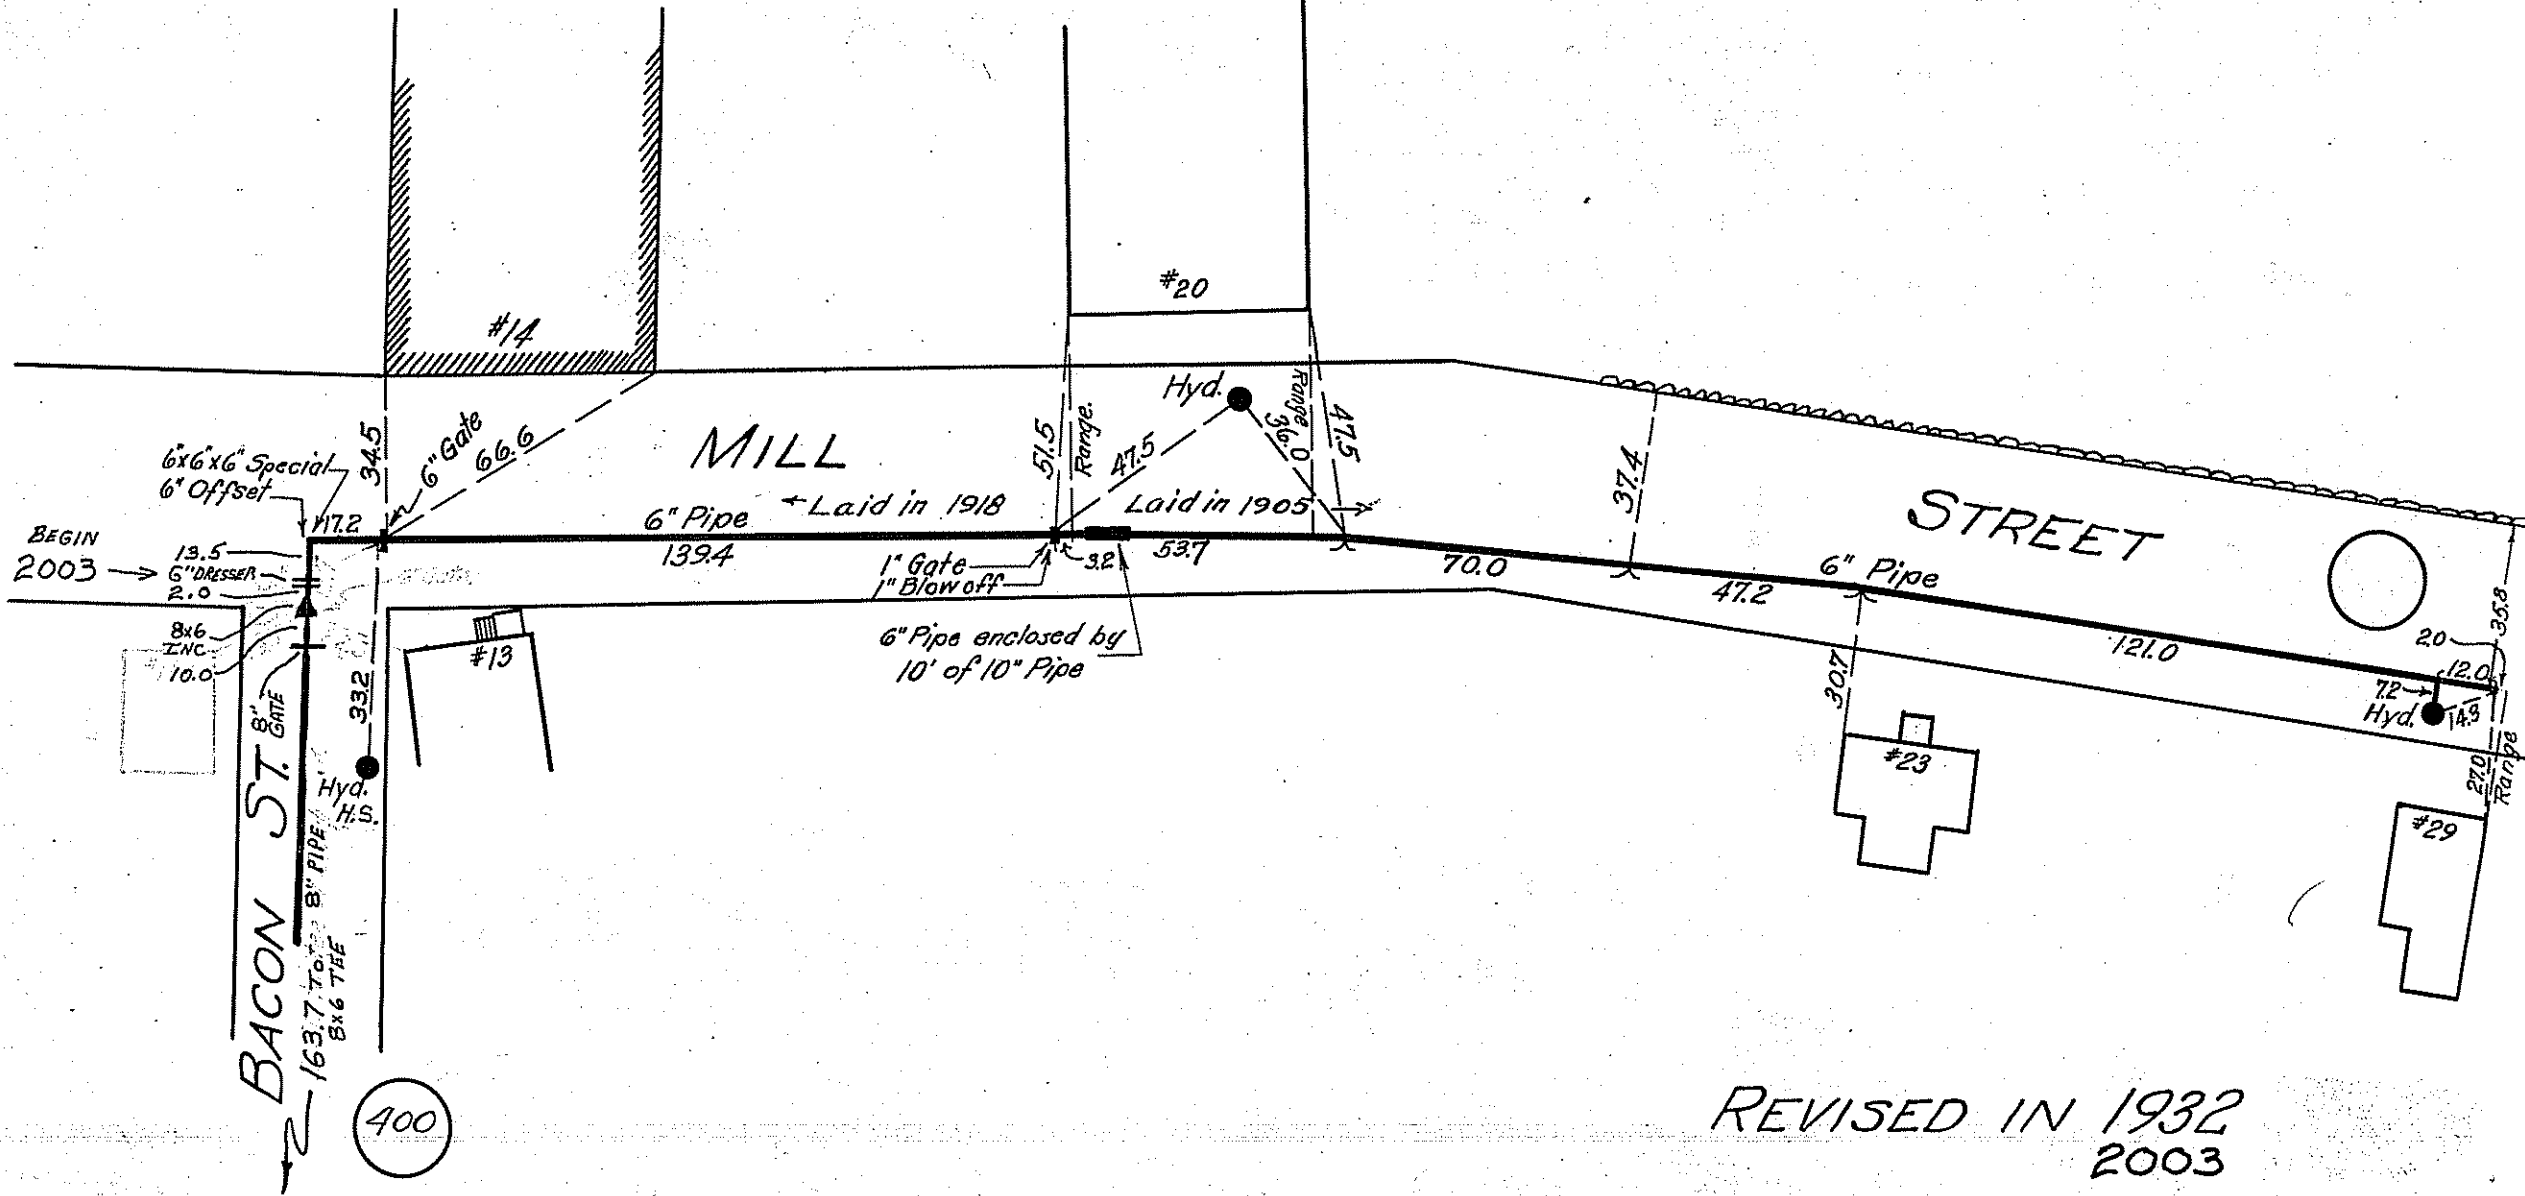 #14
#20
Hyd.
Range
36.0
47.5
34.5
6" Gate
66.6
MILL
51.5
Range.
47.5
37.4
6"x6"x6" Special
6" Offset
17.2
← Laid in 1918
Laid in 1905 →
STREET
BEGIN
2003 →
13.5
6" DRESSER
2.0
8x6
INC
10.0
8" GATE
6" Pipe
139.4
1" Gate
1" Blow off
3.2
53.7
70.0
47.2
6" Pipe
121.0
35.8
2.0
12.0
7.2
Hyd.
14.3
6" Pipe enclosed by
10' of 10" Pipe
#13
33.2
Hyd.
H.S.
30.7
#23
27.0
Range
#29
BACON ST.
163.7 TOTAL 8" PIPE
8x6 TEE
400
REVISED IN 1932
2003